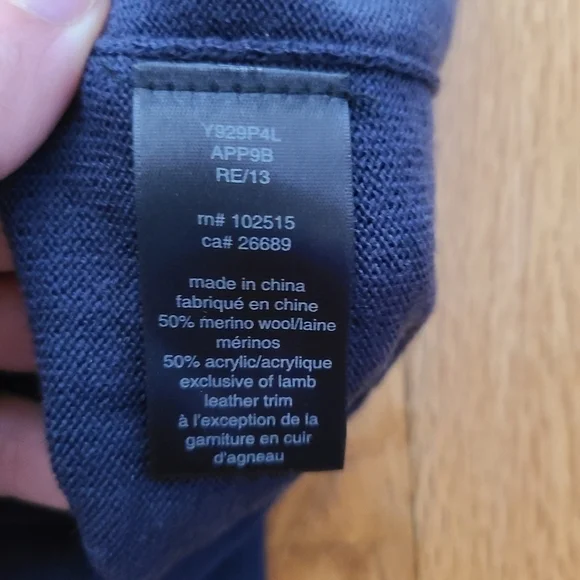 Y929P4L
APP9B
RE/13
rn# 102515
ca# 26689
made in china
fabriqué en chine
50% merino wool/laine
mérinos
50% acrylic/acrylique
exclusive of lamb
leather trim
à l'exception de la
garniture en cuir
d'agneau